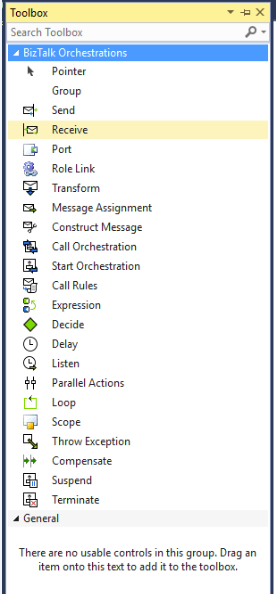 Toolbox
Search Toolbox
BizTalk Orchestrations
Pointer
Group
Send
Receive
Port
Role Link
Transform
Message Assignment
Construct Message
Call Orchestration
Start Orchestration
Call Rules
Expression
Decide
Delay
Listen
Parallel Actions
Loop
Scope
Throw Exception
Compensate
Suspend
Terminate
General
There are no usable controls in this group. Drag an
item onto this text to add it to the toolbox.